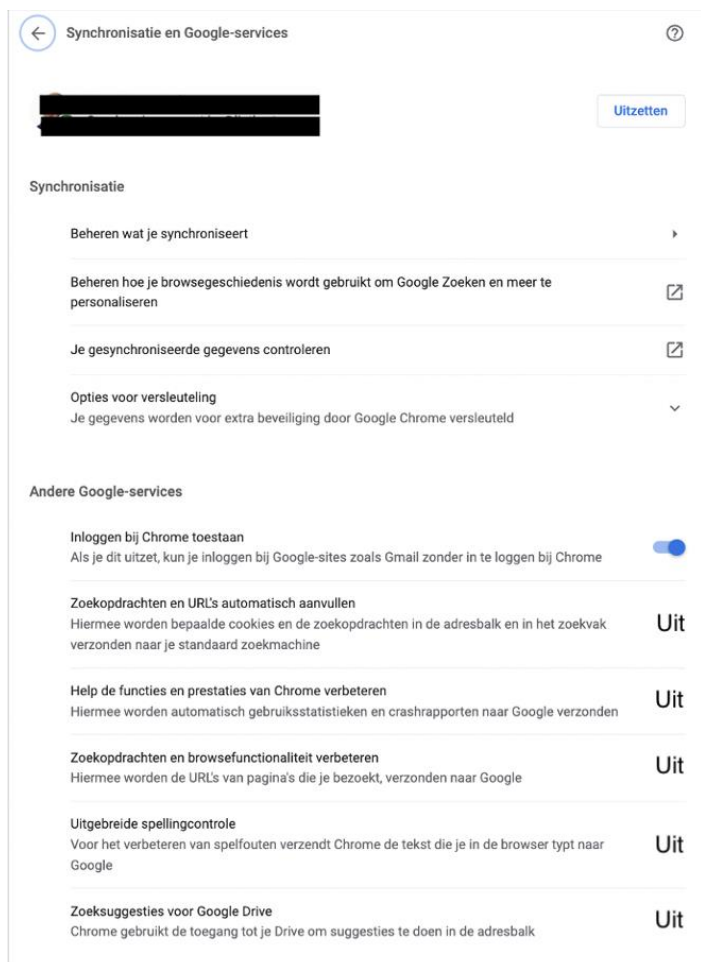 Synchronisatie en Google-services
Uitzetten
Synchronisatie
Beheren wat je synchroniseert
Beheren hoe je browsegeschiedenis wordt gebruikt om Google Zoeken en meer te
personaliseren
Je gesynchroniseerde gegevens controleren
Opties voor versleuteling
Je gegevens worden voor extra beveiliging door Google Chrome versleuteld
Andere Google-services
Inloggen bij Chrome toestaan
Als je dit uitzet, kun je inloggen bij Google-sites zoals Gmail zonder in te loggen bij Chrome
Zoekopdrachten en URL's automatisch aanvullen
Hiermee worden bepaalde cookies en de zoekopdrachten in de adresbalk en in het zoekvak
verzonden naar je standaard zoekmachine
Uit
Help de functies en prestaties van Chrome verbeteren
Hiermee worden automatisch gebruiksstatistieken en crashrapporten naar Google verzonden
Uit
Zoekopdrachten en browsefunctionaliteit verbeteren
Hiermee worden de URL's van pagina's die je bezoekt, verzonden naar Google
Uit
Uitgebreide spellingcontrole
Voor het verbeteren van spelfouten verzendt Chrome de tekst die je in de browser typt naar
Google
Uit
Zoeksuggesties voor Google Drive
Chrome gebruikt de toegang tot je Drive om suggesties te doen in de adresbalk
Uit